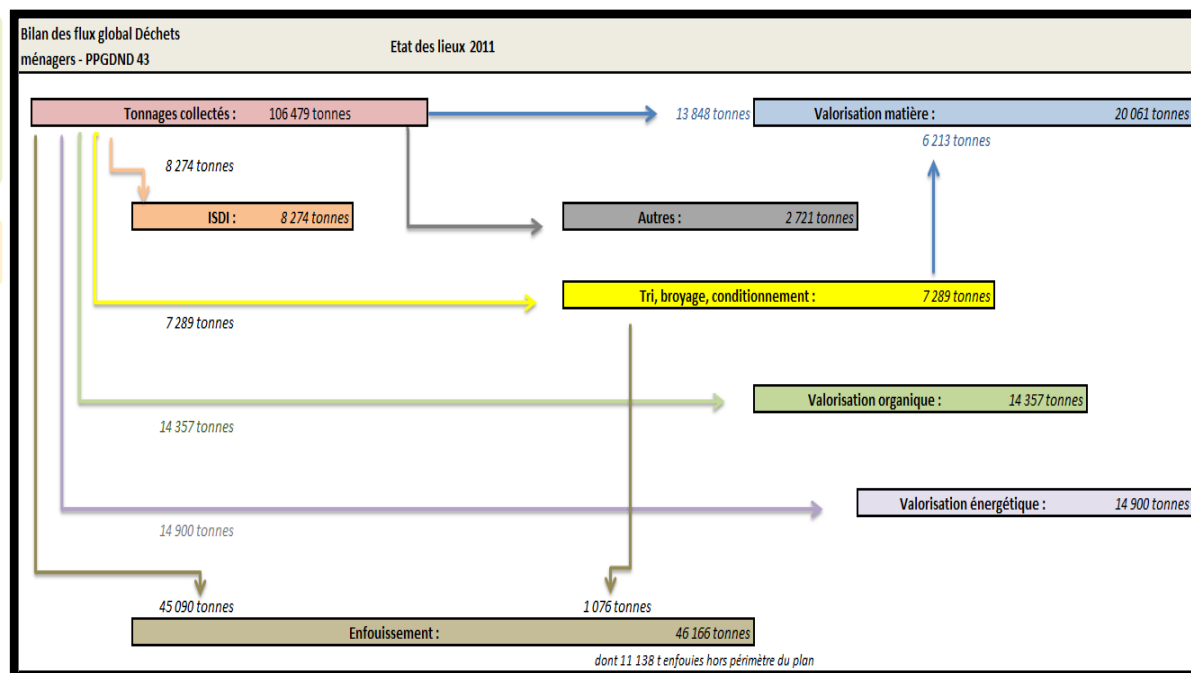 Bilan des flux global Déchets
ménagers - PPGDND 43
Etat des lieux 2011
Tonnages collectés : 106 479 tonnes
13 848 tonnes
Valorisation matière : 20 061 tonnes
6 213 tonnes
8 274 tonnes
ISDI : 8 274 tonnes
Autres : 2 721 tonnes
Tri, broyage, conditionnement : 7 289 tonnes
7 289 tonnes
Valorisation organique : 14 357 tonnes
14 357 tonnes
Valorisation énergétique : 14 900 tonnes
14 900 tonnes
45 090 tonnes
1 076 tonnes
Enfouissement : 46 166 tonnes
dont 11 138 t enfouies hors périmètre du plan